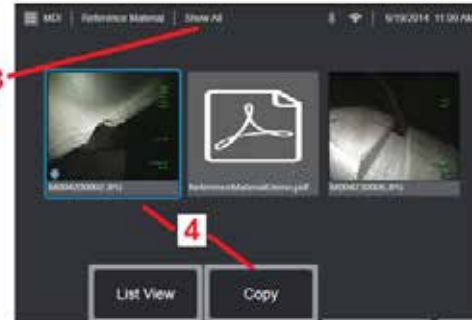 MDI | Reference Material | Show All 9/19/2014 11:00 AM
3
ReferenceMaterialDemo.pdf
4
List View Copy